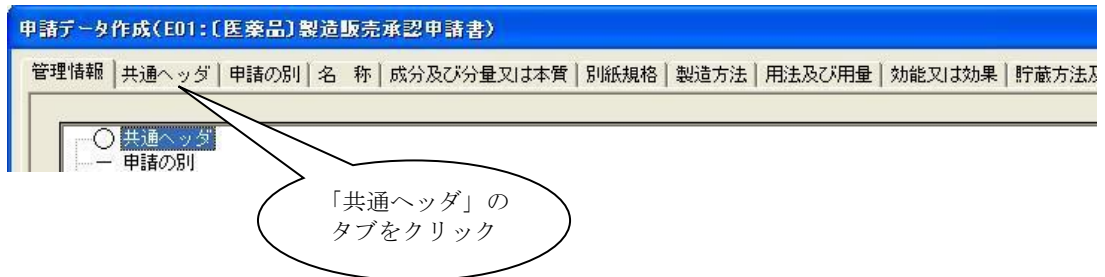 申請データ作成(E01:〔医薬品〕製造販売承認申請書)
管理情報 共通ヘッダ 申請の別 名　称 成分及び分量又は本質 別紙規格 製造方法 用法及び用量 効能又は効果 貯蔵方法及
○ 共通ヘッダ
― 申請の別
「共通ヘッダ」の
タブをクリック